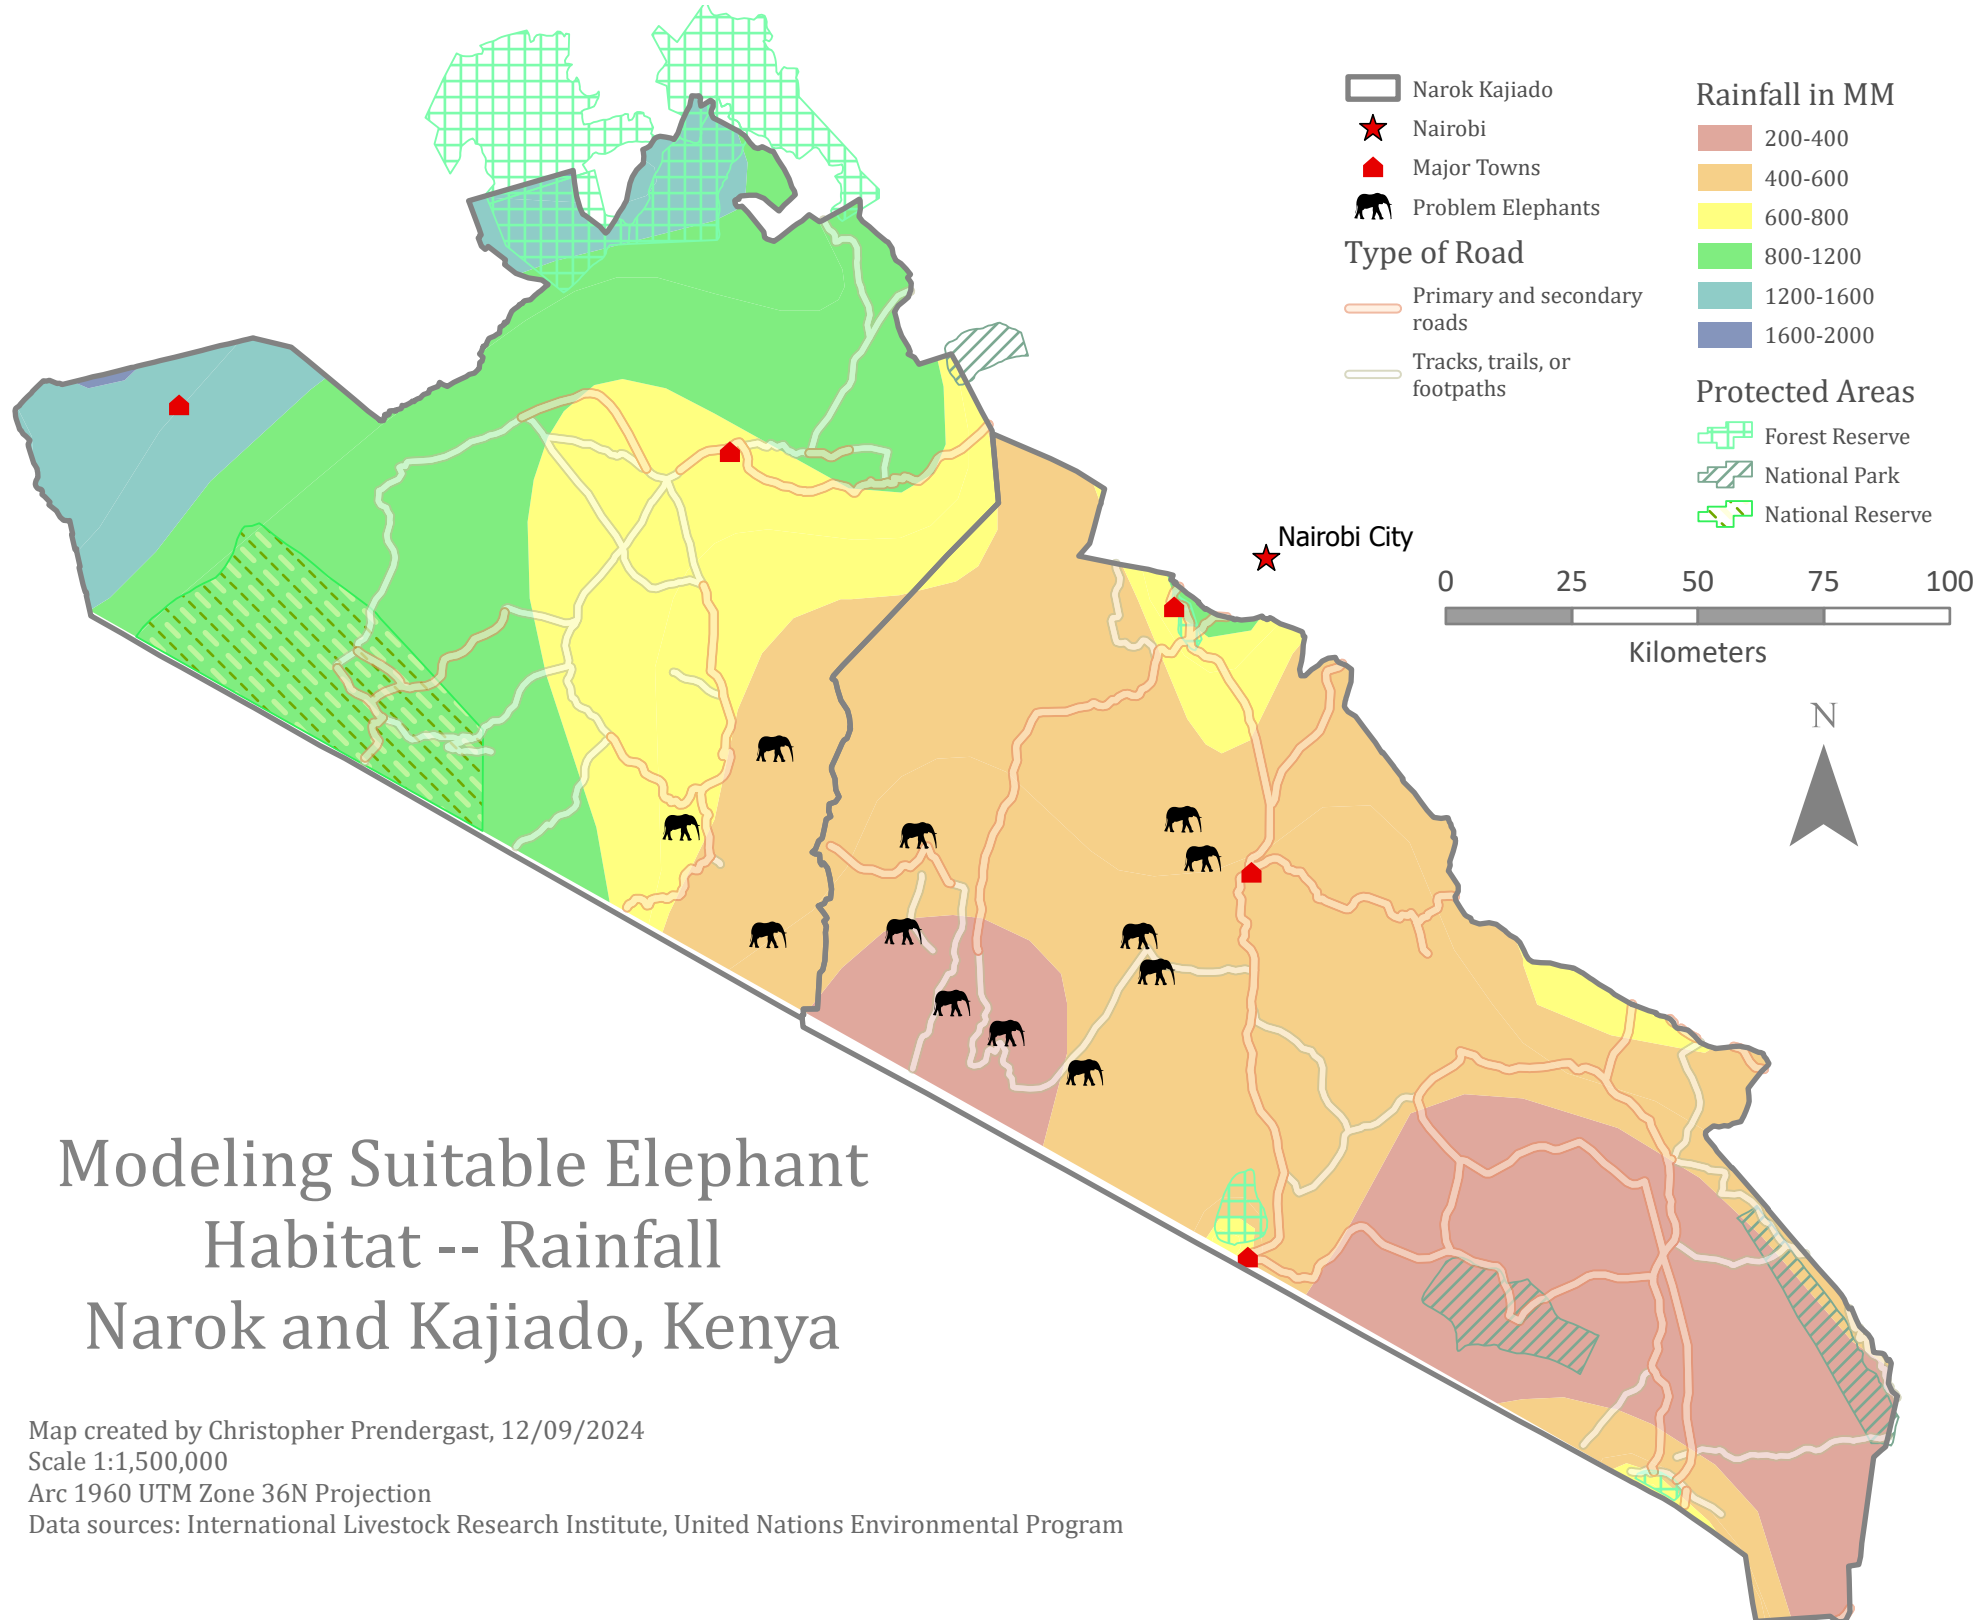 Narok Kajiado
Nairobi
Major Towns
Problem Elephants
Type of Road
Primary and secondary
roads
Tracks, trails, or
footpaths
Rainfall in MM
200-400
400-600
600-800
800-1200
1200-1600
1600-2000
Protected Areas
Forest Reserve
National Park
National Reserve
Nairobi City
0 25 50 75 100
Kilometers
N
Modeling Suitable Elephant
Habitat -- Rainfall
Narok and Kajiado, Kenya
Map created by Christopher Prendergast, 12/09/2024
Scale 1:1,500,000
Arc 1960 UTM Zone 36N Projection
Data sources: International Livestock Research Institute, United Nations Environmental Program